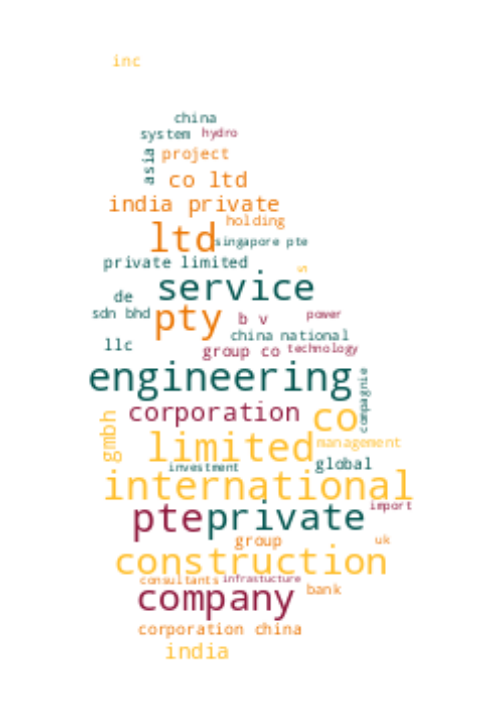 inc
china
system hydro
asia project
co ltd
india private
holding
ltd singapore pte
private limited
service
de
sdn bhd pty b v power
china national
llc group co technology
engineering
compagnie
corporation co
gmbh limited management
investment global
international
pte private import
group uk
construction
consultants infrastucture
company bank
corporation china
india